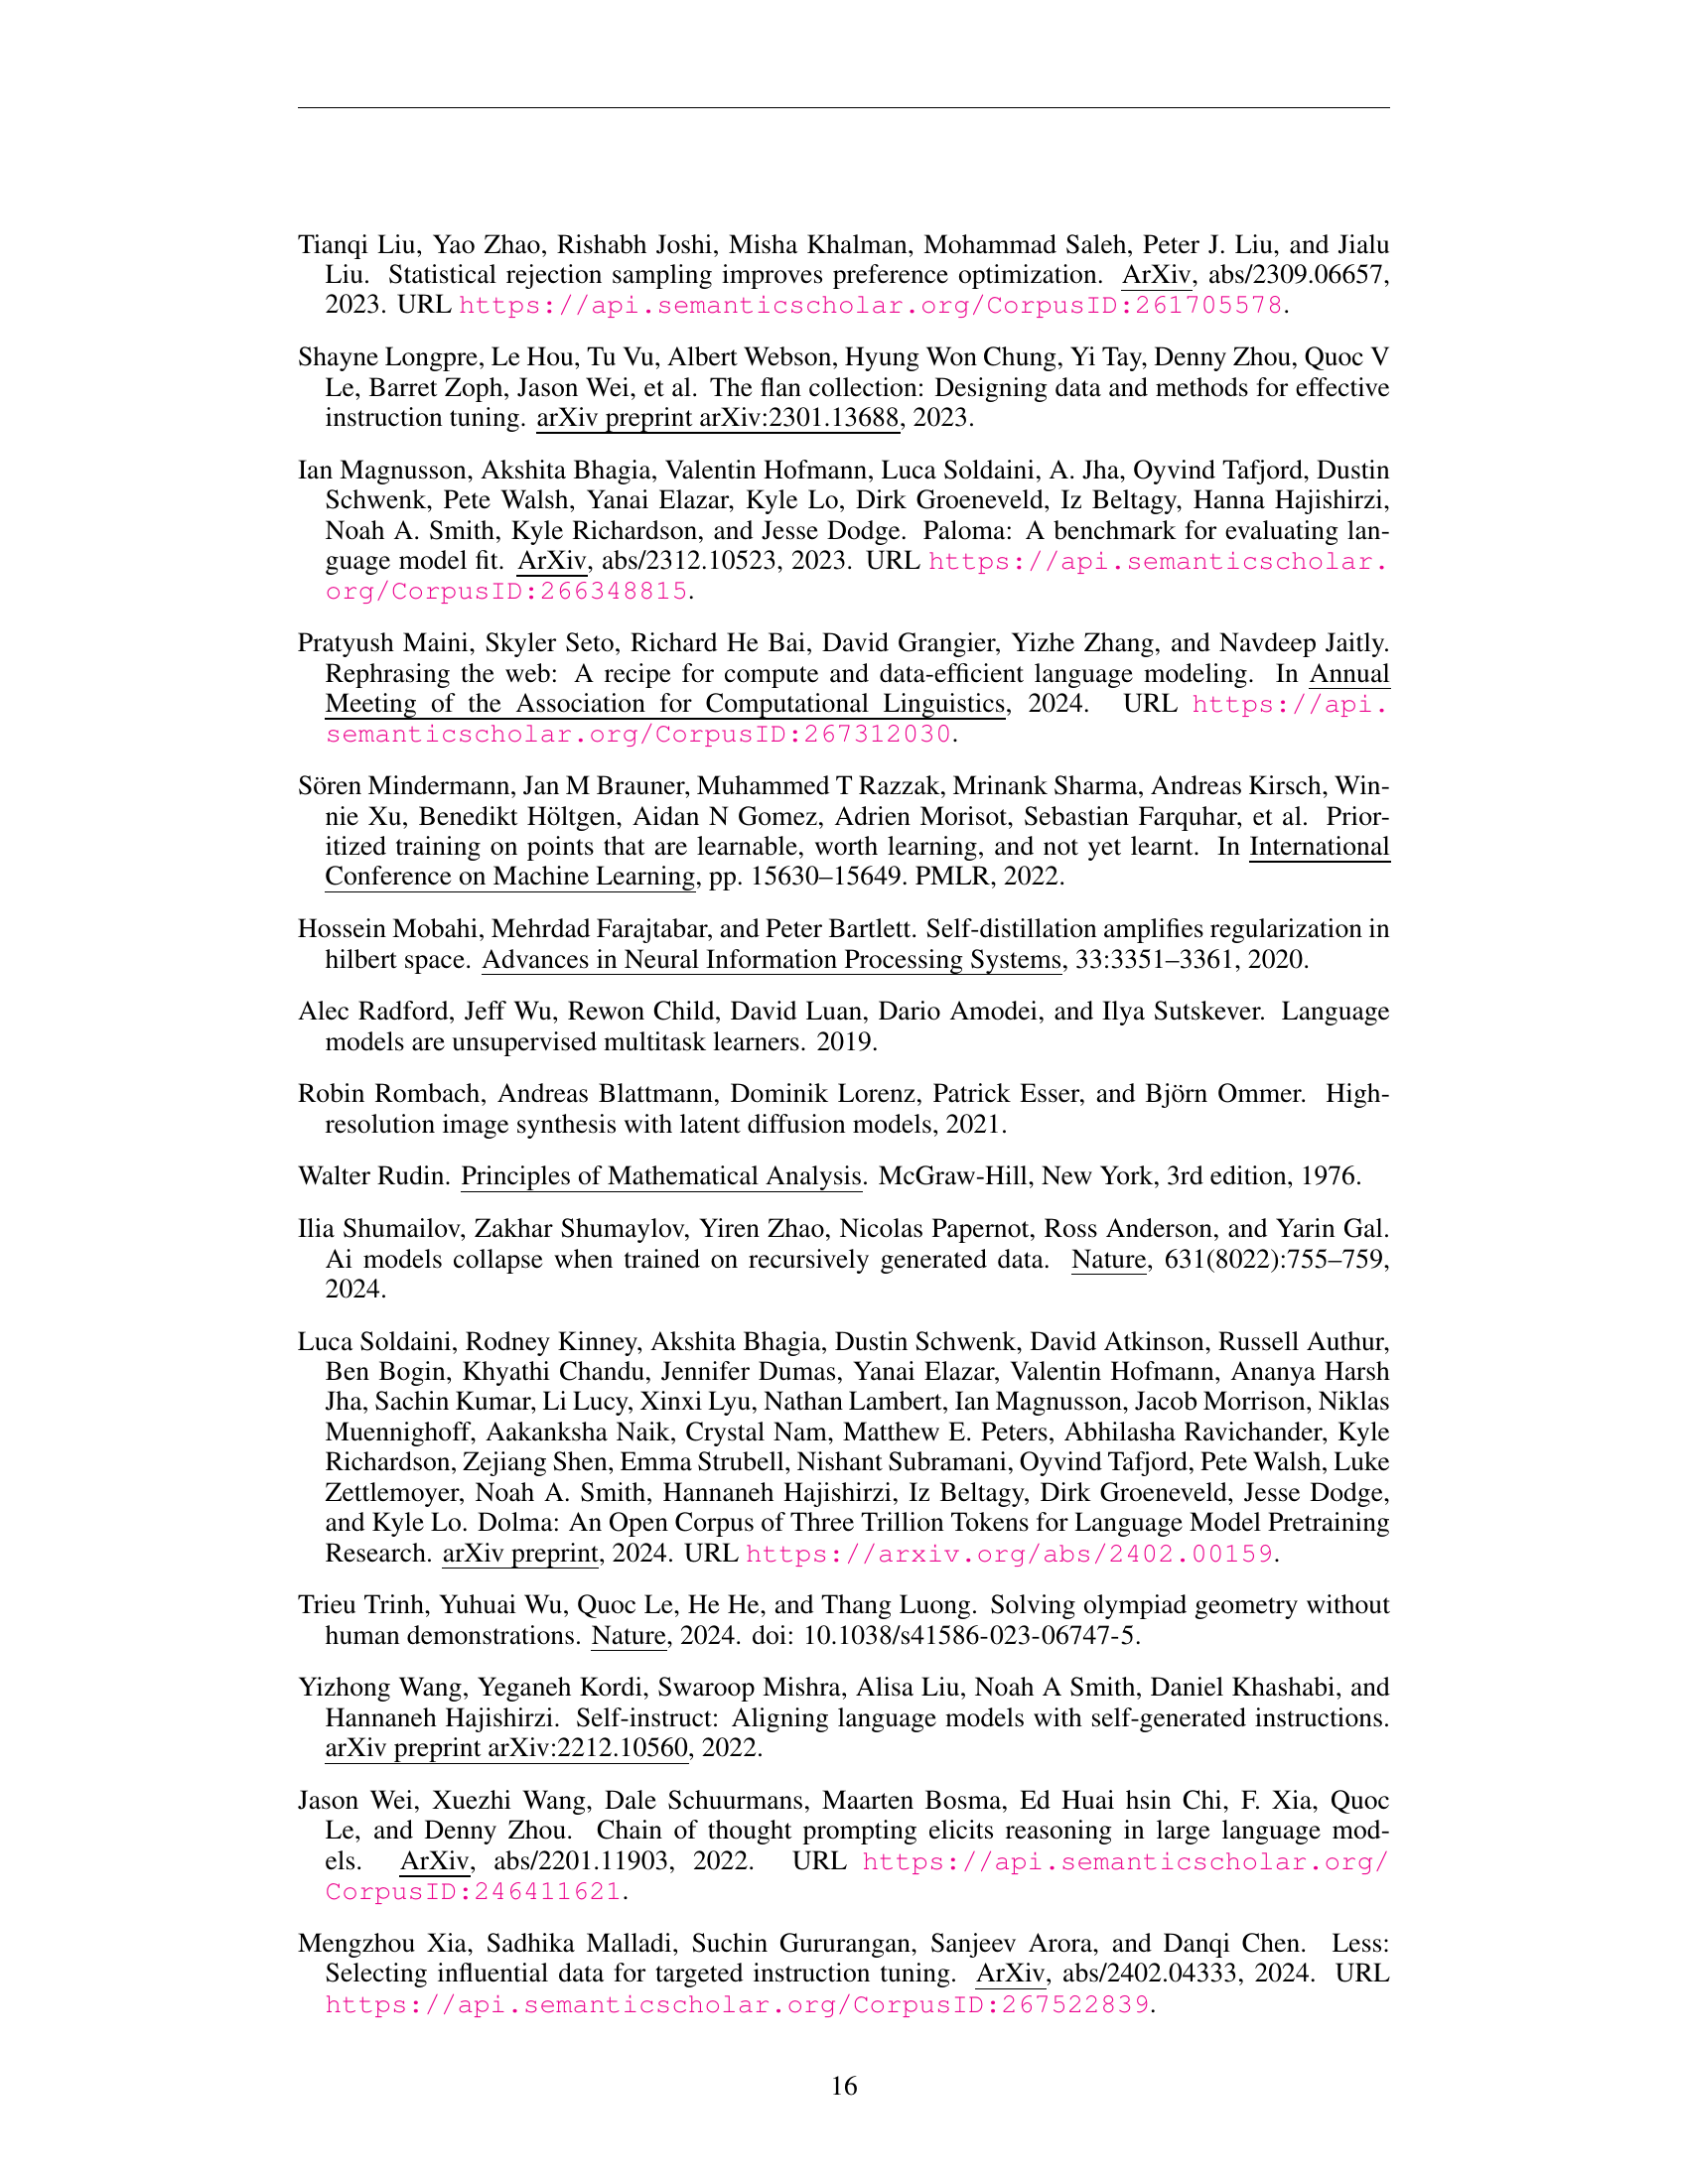 Tianqi Liu, Yao Zhao, Rishabh Joshi, Misha Khalman, Mohammad Saleh, Peter J. Liu, and Jialu
Liu. Statistical rejection sampling improves preference optimization. ArXiv, abs/2309.06657,
2023. URL https://api.semanticscholar.org/CorpusID:261705578.
Shayne Longpre, Le Hou, Tu Vu, Albert Webson, Hyung Won Chung, Yi Tay, Denny Zhou, Quoc V
Le, Barret Zoph, Jason Wei, et al. The flan collection: Designing data and methods for effective
instruction tuning. arXiv preprint arXiv:2301.13688, 2023.
Ian Magnusson, Akshita Bhagia, Valentin Hofmann, Luca Soldaini, A. Jha, Oyvind Tafjord, Dustin
Schwenk, Pete Walsh, Yanai Elazar, Kyle Lo, Dirk Groeneveld, Iz Beltagy, Hanna Hajishirzi,
Noah A. Smith, Kyle Richardson, and Jesse Dodge. Paloma: A benchmark for evaluating lan-
guage model fit. ArXiv, abs/2312.10523, 2023. URL https://api.semanticscholar.
org/CorpusID:266348815.
Pratyush Maini, Skyler Seto, Richard He Bai, David Grangier, Yizhe Zhang, and Navdeep Jaitly.
Rephrasing the web: A recipe for compute and data-efficient language modeling. In Annual
Meeting of the Association for Computational Linguistics, 2024. URL https://api.
semanticscholar.org/CorpusID:267312030.
Sören Mindermann, Jan M Brauner, Muhammed T Razzak, Mrinank Sharma, Andreas Kirsch, Win-
nie Xu, Benedikt Höltgen, Aidan N Gomez, Adrien Morisot, Sebastian Farquhar, et al. Prior-
itized training on points that are learnable, worth learning, and not yet learnt. In International
Conference on Machine Learning, pp. 15630–15649. PMLR, 2022.
Hossein Mobahi, Mehrdad Farajtabar, and Peter Bartlett. Self-distillation amplifies regularization in
hilbert space. Advances in Neural Information Processing Systems, 33:3351–3361, 2020.
Alec Radford, Jeff Wu, Rewon Child, David Luan, Dario Amodei, and Ilya Sutskever. Language
models are unsupervised multitask learners. 2019.
Robin Rombach, Andreas Blattmann, Dominik Lorenz, Patrick Esser, and Björn Ommer. High-
resolution image synthesis with latent diffusion models, 2021.
Walter Rudin. Principles of Mathematical Analysis. McGraw-Hill, New York, 3rd edition, 1976.
Ilia Shumailov, Zakhar Shumaylov, Yiren Zhao, Nicolas Papernot, Ross Anderson, and Yarin Gal.
Ai models collapse when trained on recursively generated data. Nature, 631(8022):755–759,
2024.
Luca Soldaini, Rodney Kinney, Akshita Bhagia, Dustin Schwenk, David Atkinson, Russell Authur,
Ben Bogin, Khyathi Chandu, Jennifer Dumas, Yanai Elazar, Valentin Hofmann, Ananya Harsh
Jha, Sachin Kumar, Li Lucy, Xinxi Lyu, Nathan Lambert, Ian Magnusson, Jacob Morrison, Niklas
Muennighoff, Aakanksha Naik, Crystal Nam, Matthew E. Peters, Abhilasha Ravichander, Kyle
Richardson, Zejiang Shen, Emma Strubell, Nishant Subramani, Oyvind Tafjord, Pete Walsh, Luke
Zettlemoyer, Noah A. Smith, Hannaneh Hajishirzi, Iz Beltagy, Dirk Groeneveld, Jesse Dodge,
and Kyle Lo. Dolma: An Open Corpus of Three Trillion Tokens for Language Model Pretraining
Research. arXiv preprint, 2024. URL https://arxiv.org/abs/2402.00159.
Trieu Trinh, Yuhuai Wu, Quoc Le, He He, and Thang Luong. Solving olympiad geometry without
human demonstrations. Nature, 2024. doi: 10.1038/s41586-023-06747-5.
Yizhong Wang, Yeganeh Kordi, Swaroop Mishra, Alisa Liu, Noah A Smith, Daniel Khashabi, and
Hannaneh Hajishirzi. Self-instruct: Aligning language models with self-generated instructions.
arXiv preprint arXiv:2212.10560, 2022.
Jason Wei, Xuezhi Wang, Dale Schuurmans, Maarten Bosma, Ed Huai hsin Chi, F. Xia, Quoc
Le, and Denny Zhou. Chain of thought prompting elicits reasoning in large language mod-
els. ArXiv, abs/2201.11903, 2022. URL https://api.semanticscholar.org/
CorpusID:246411621.
Mengzhou Xia, Sadhika Malladi, Suchin Gururangan, Sanjeev Arora, and Danqi Chen. Less:
Selecting influential data for targeted instruction tuning. ArXiv, abs/2402.04333, 2024. URL
https://api.semanticscholar.org/CorpusID:267522839.
16